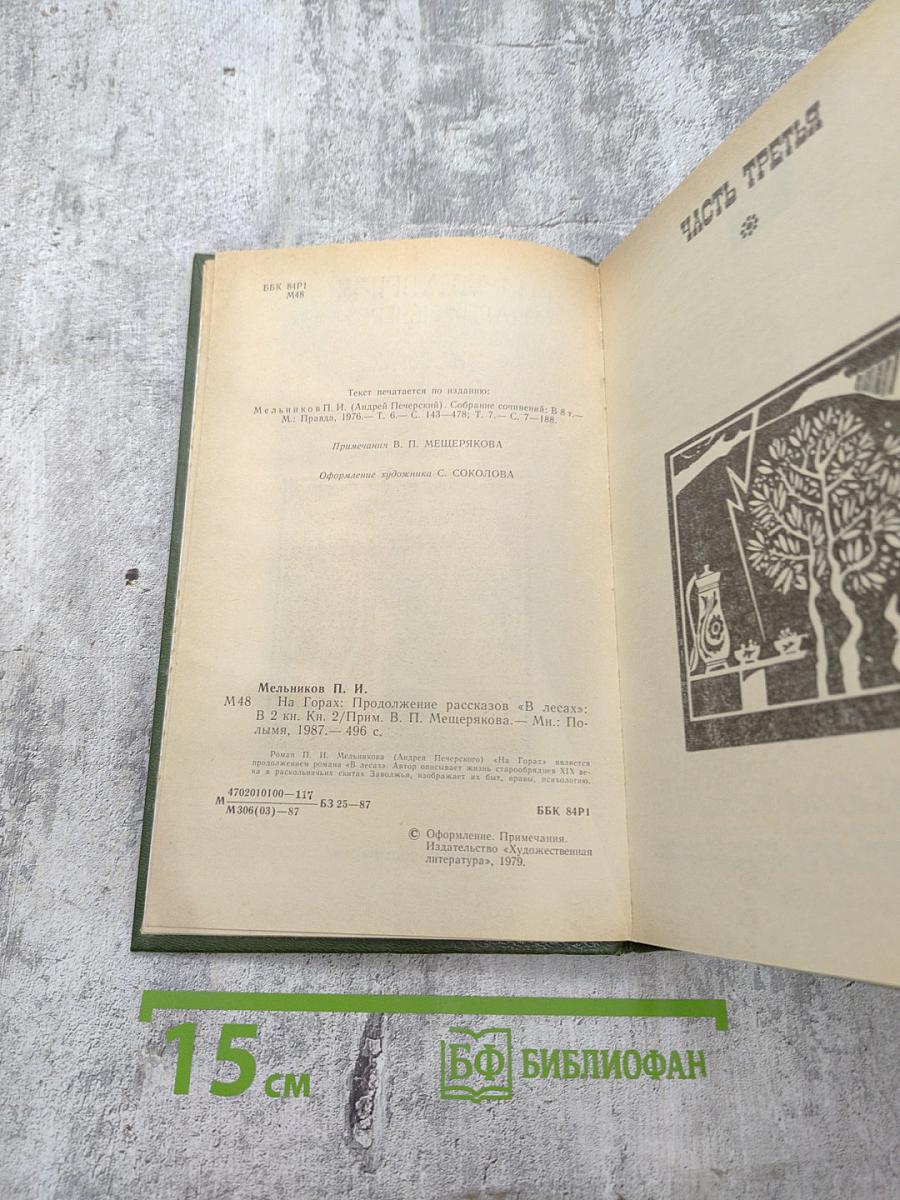 ББК 84Р1
М48
Текст печатается по изданию:
Мельников П. И. (Андрей Печерский). Собрание сочинений: В 8 т.—
М.: Правда, 1976.— Т. 6.— С. 143—478; Т. 7.— С. 7—188.
Примечания В. П. МЕЩЕРЯКОВА
Оформление художника С. СОКОЛОВА
Мельников П. И.
М48 На Горах: Продолжение рассказов «В лесах»:
В 2 кн. Кн. 2/Прим. В. П. Мещерякова.— Мн.: По-
лымя, 1987.— 496 с.
Роман П. И. Мельникова (Андрея Печерского) «На Горах» является
продолжением романа «В лесах». Автор описывает жизнь старообрядцев XIX ве-
ка в раскольничьих скитах Заволжья, изображает их быт, нравы, психологию.
М 4702010100—117
М306(03)—87 БЗ 25—87
ББК 84Р1
© Оформление. Примечания.
Издательство «Художественная
литература», 1979.
ЧАСТЬ ТРЕТЬЯ
15 см
БФ БИБЛИОФАН